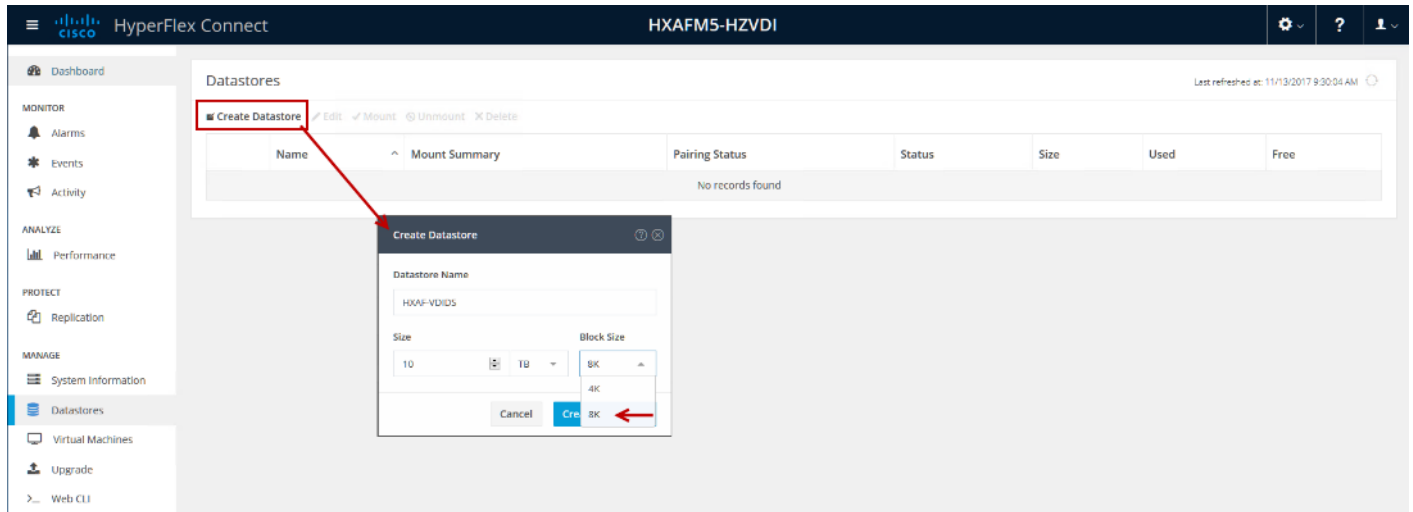 cisco HyperFlex Connect HXAFM5-HZVDI ?
Dashboard
MONITOR
Alarms
Events
Activity
ANALYZE
Performance
PROTECT
Replication
MANAGE
System Information
Datastores
Virtual Machines
Upgrade
Web CLI
Datastores Last refreshed at: 11/13/2017 9:30:04 AM
Create Datastore Edit Mount Unmount Delete
Name Mount Summary Pairing Status Status Size Used Free
No records found
Create Datastore
Datastore Name
HXAF-VDIDS
Size Block Size
10 TB 8K
4K
8K
Cancel Cre